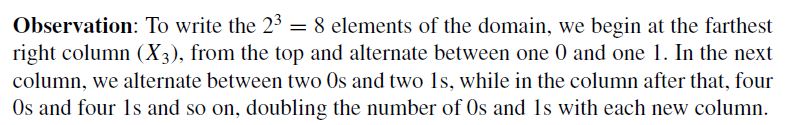 Observation: To write the 2³ = 8 elements of the domain, we begin at the farthest
right column (X₃), from the top and alternate between one 0 and one 1. In the next
column, we alternate between two 0s and two 1s, while in the column after that, four
0s and four 1s and so on, doubling the number of 0s and 1s with each new column.